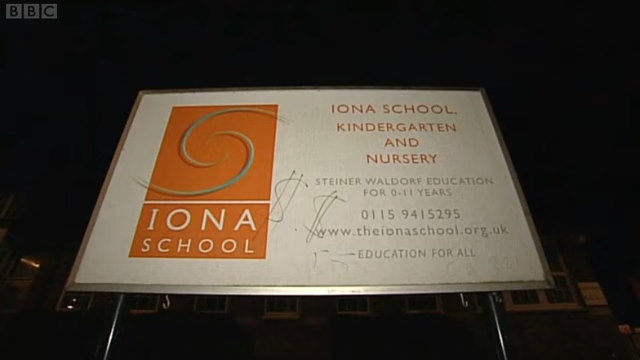 BBC
IONA
SCHOOL
IONA SCHOOL,
KINDERGARTEN
AND
NURSERY
STEINER WALDORF EDUCATION
FOR 0-11 YEARS
0115 9415295
www.theionaschool.org.uk
EDUCATION FOR ALL